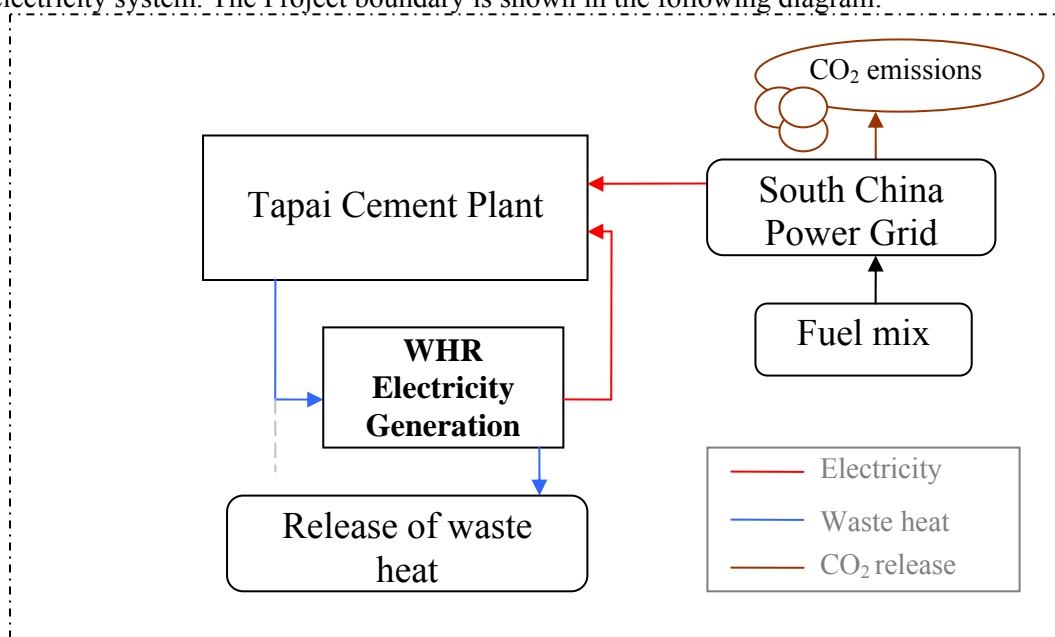 electricity system. The Project boundary is shown in the following diagram:
CO₂ emissions
Tapai Cement Plant
South China
Power Grid
Fuel mix
WHR
Electricity
Generation
Release of waste
heat
Electricity
Waste heat
CO₂ release